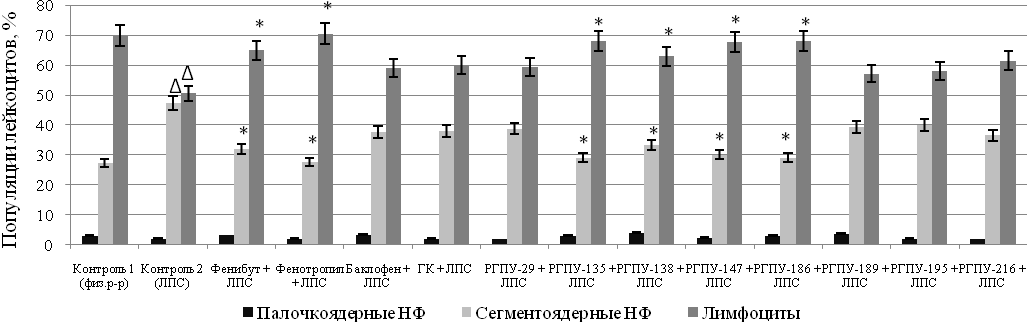 Популяции лейкоцитов, %
80
70
60
50
40
30
20
10
0
Δ Δ
* * * * * * * * * * * *
Контроль 1 (физ.р-р)
Контроль 2 (ЛПС)
Фенибут + ЛПС
Фенотропил + ЛПС
Баклофен + ЛПС
ГК + ЛПС
РГПУ-29 + ЛПС
РГПУ-135 + ЛПС
РГПУ-138 + ЛПС
РГПУ-147 + ЛПС
РГПУ-186 + ЛПС
РГПУ-189 + ЛПС
РГПУ-195 + ЛПС
РГПУ-216 + ЛПС
Палочкоядерные НФ Сегментоядерные НФ Лимфоциты